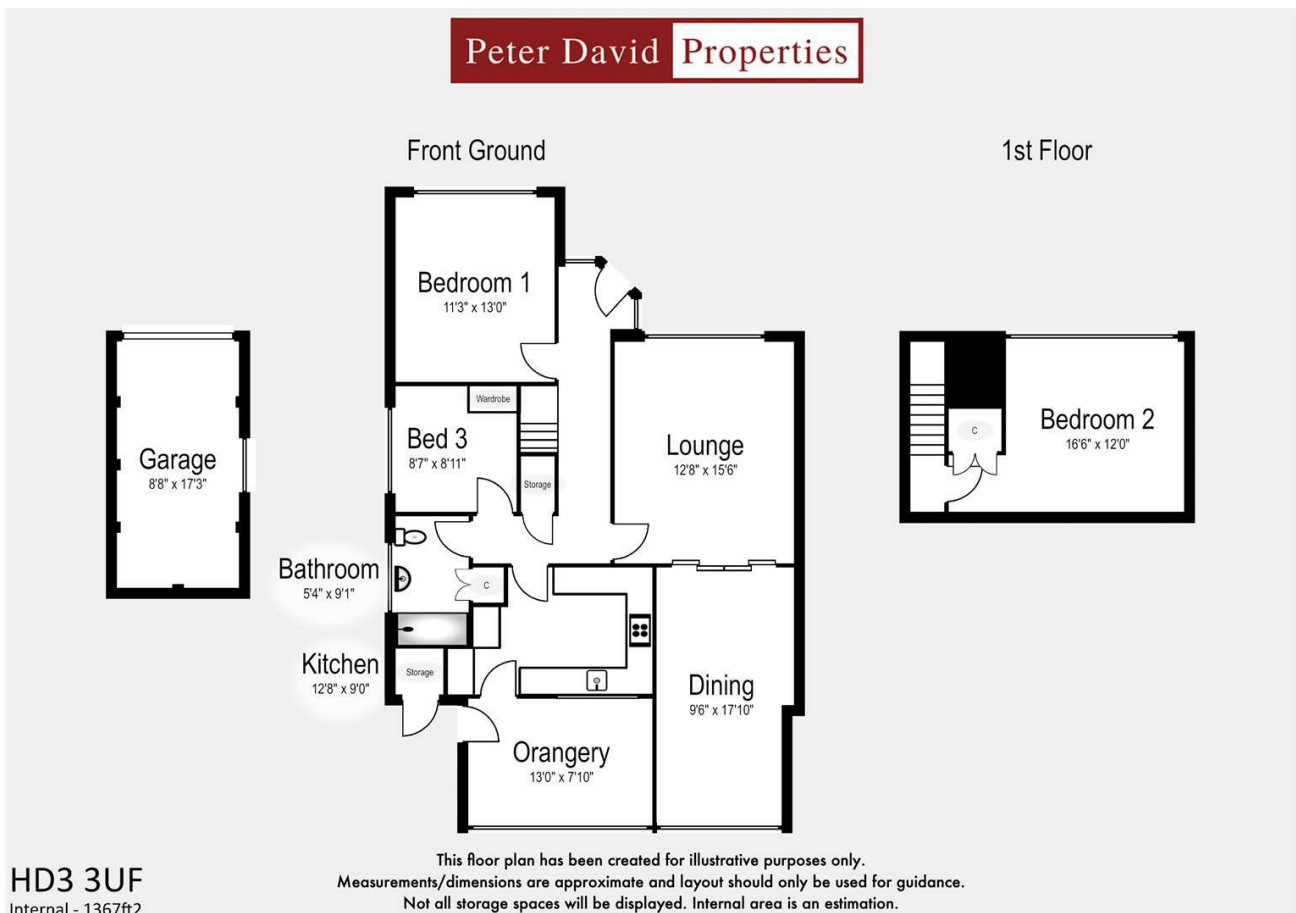 Peter David Properties
Front Ground
1st Floor
Bedroom 1
11'3" x 13'0"
Wardrobe
Bed 3
8'7" x 8'11"
Storage
Lounge
12'8" x 15'6"
Garage
8'8" x 17'3"
Bedroom 2
16'6" x 12'0"
C
Bathroom
5'4" x 9'1"
C
Kitchen
12'8" x 9'0"
Storage
Dining
9'6" x 17'10"
Orangery
13'0" x 7'10"
This floor plan has been created for illustrative purposes only.
Measurements/dimensions are approximate and layout should only be used for guidance.
Not all storage spaces will be displayed. Internal area is an estimation.
HD3 3UF
Internal - 1367ft2